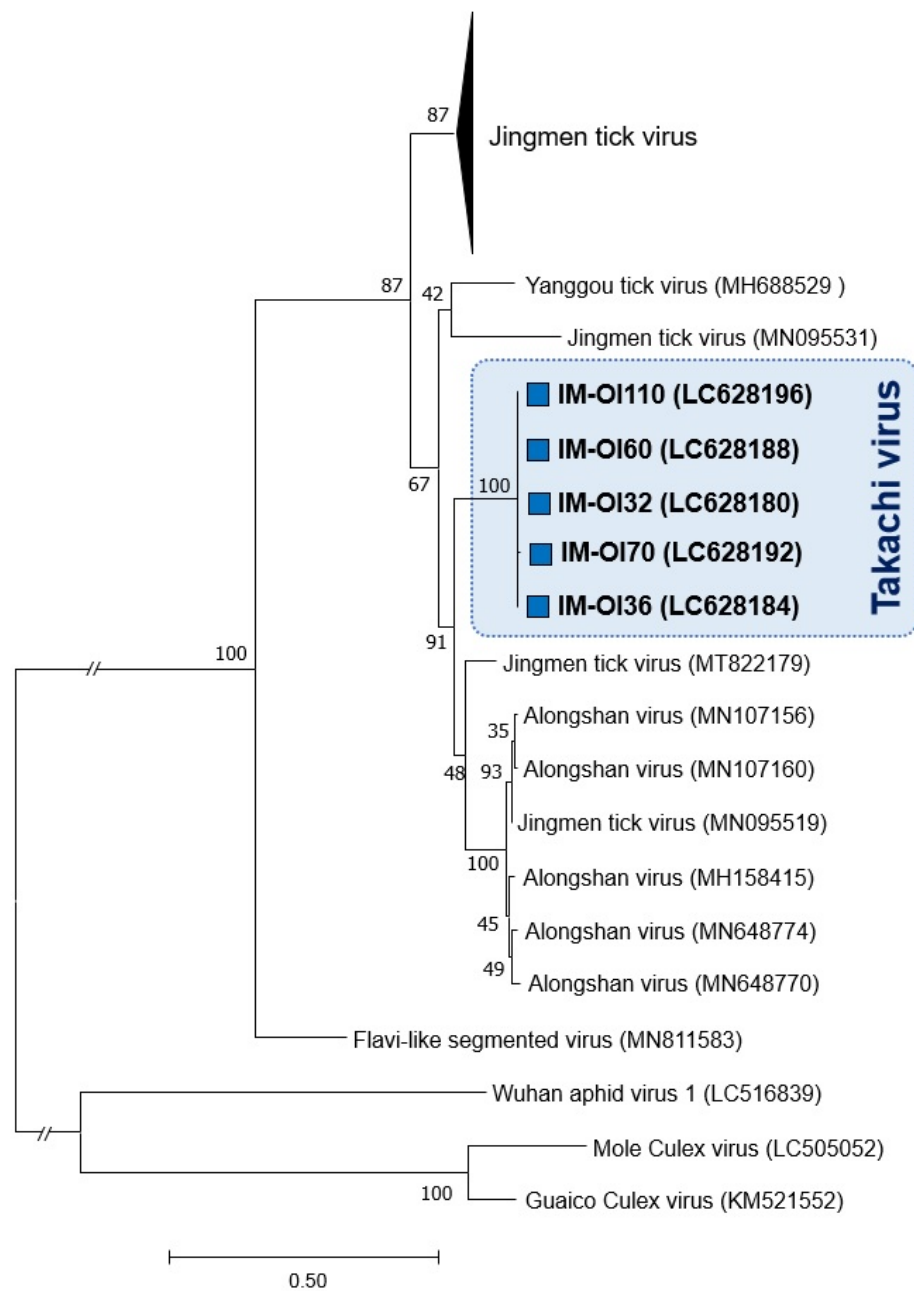 87
Jingmen tick virus
87
42
Yanggou tick virus (MH688529 )
Jingmen tick virus (MN095531)
IM-OI110 (LC628196)
IM-OI60 (LC628188)
100
IM-OI32 (LC628180)
67
IM-OI70 (LC628192)
IM-OI36 (LC628184)
Takachi virus
91
100
Jingmen tick virus (MT822179)
Alongshan virus (MN107156)
35
Alongshan virus (MN107160)
48
93
Jingmen tick virus (MN095519)
100
Alongshan virus (MH158415)
45
Alongshan virus (MN648774)
49
Alongshan virus (MN648770)
Flavi-like segmented virus (MN811583)
Wuhan aphid virus 1 (LC516839)
//
//
Mole Culex virus (LC505052)
100
Guaico Culex virus (KM521552)
0.50